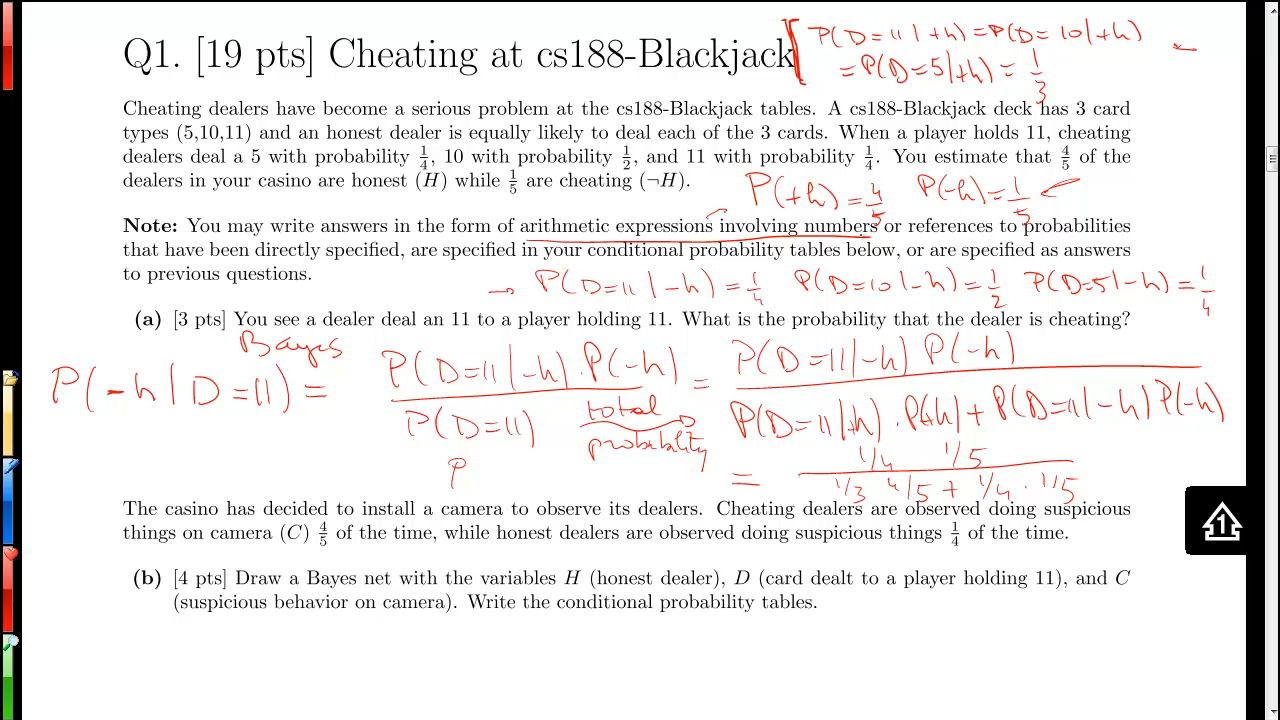 Q1. [19 pts] Cheating at cs188-Blackjack
P(D=11|+h)=P(D=10|+h)
=P(D=5|+h)=1/3
Cheating dealers have become a serious problem at the cs188-Blackjack tables. A cs188-Blackjack deck has 3 card
types (5,10,11) and an honest dealer is equally likely to deal each of the 3 cards. When a player holds 11, cheating
dealers deal a 5 with probability 1/4, 10 with probability 1/2, and 11 with probability 1/4. You estimate that 4/5 of the
dealers in your casino are honest (H) while 1/5 are cheating (¬H).
P(+h)=4/5 P(-h)=1/5
Note: You may write answers in the form of arithmetic expressions involving numbers or references to probabilities
that have been directly specified, are specified in your conditional probability tables below, or are specified as answers
to previous questions.
→ P(D=11|-h)=1/4 P(D=10|-h)=1/2 P(D=5|-h)=1/4
(a) [3 pts] You see a dealer deal an 11 to a player holding 11. What is the probability that the dealer is cheating?
Bayes
P(-h|D=11) = P(D=11|-h)·P(-h) = P(D=11|-h) P(-h)
P(D=11) total probability P(D=11|+h)·P(+h)+P(D=11|-h)P(-h)
P = 1/4 1/5
1/3 4/5 + 1/4 · 1/5
The casino has decided to install a camera to observe its dealers. Cheating dealers are observed doing suspicious
things on camera (C) 4/5 of the time, while honest dealers are observed doing suspicious things 1/4 of the time.
(b) [4 pts] Draw a Bayes net with the variables H (honest dealer), D (card dealt to a player holding 11), and C
(suspicious behavior on camera). Write the conditional probability tables.
1